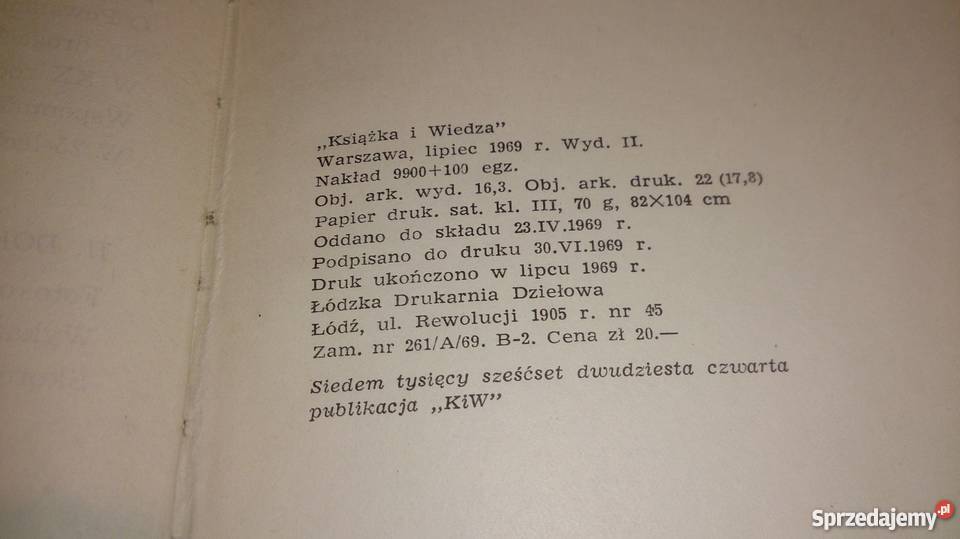 „Książka i Wiedza”
Warszawa, lipiec 1969 r. Wyd. II.
Nakład 9900+100 egz.
Obj. ark. wyd. 16,3. Obj. ark. druk. 22 (17,8)
Papier druk. sat. kl. III, 70 g, 82×104 cm
Oddano do składu 23.IV.1969 r.
Podpisano do druku 30.VI.1969 r.
Druk ukończono w lipcu 1969 r.
Łódzka Drukarnia Dziełowa
Łódź, ul. Rewolucji 1905 r. nr 45
Zam. nr 261/A/69. B-2. Cena zł 20.—
Siedem tysięcy sześćset dwudziesta czwarta
publikacja „KiW”
Sprzedajemy.pl